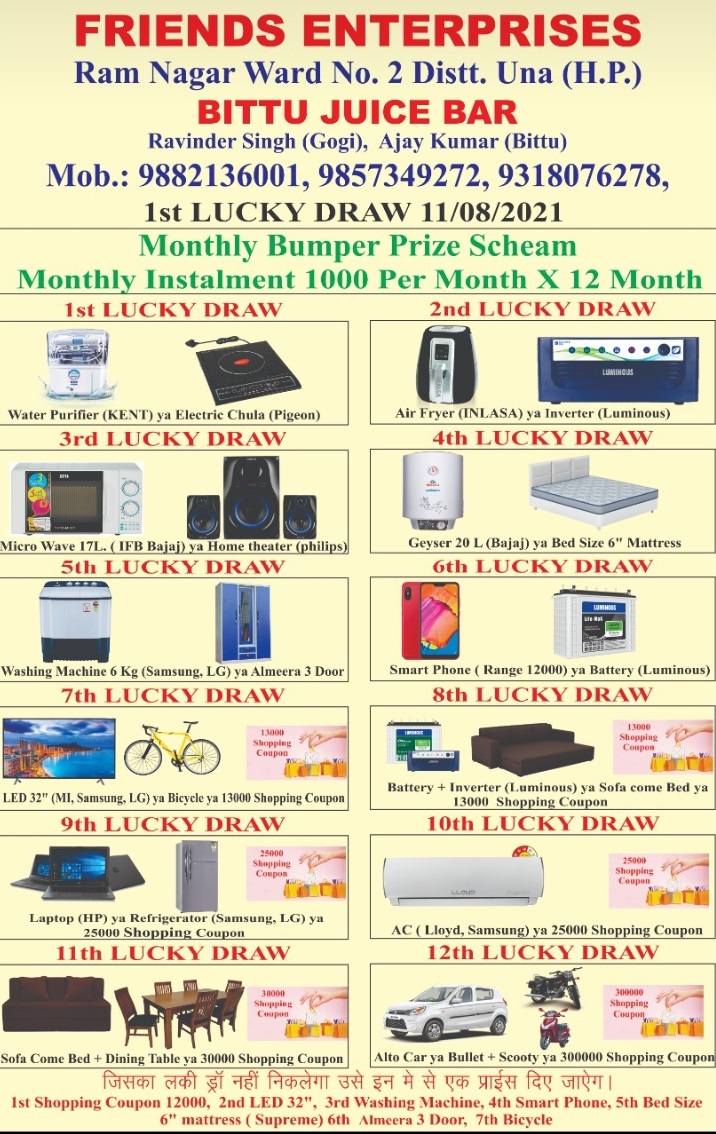 FRIENDS ENTERPRISES
Ram Nagar Ward No. 2 Distt. Una (H.P.)
BITTU JUICE BAR
Ravinder Singh (Gogi), Ajay Kumar (Bittu)
Mob.: 9882136001, 9857349272, 9318076278,
1st LUCKY DRAW 11/08/2021
Monthly Bumper Prize Scheam
Monthly Instalment 1000 Per Month X 12 Month
1st LUCKY DRAW
Water Purifier (KENT) ya Electric Chula (Pigeon)
2nd LUCKY DRAW
LUMINOUS
Air Fryer (INLASA) ya Inverter (Luminous)
3rd LUCKY DRAW
Micro Wave 17L. ( IFB Bajaj) ya Home theater (philips)
4th LUCKY DRAW
Geyser 20 L (Bajaj) ya Bed Size 6" Mattress
5th LUCKY DRAW
Washing Machine 6 Kg (Samsung, LG) ya Almeera 3 Door
6th LUCKY DRAW
LUMINOUS
Smart Phone ( Range 12000) ya Battery (Luminous)
7th LUCKY DRAW
13000
Shopping
Coupon
LED 32" (MI, Samsung, LG) ya Bicycle ya 13000 Shopping Coupon
8th LUCKY DRAW
13000
Shopping
Coupon
Battery + Inverter (Luminous) ya Sofa come Bed ya
13000 Shopping Coupon
9th LUCKY DRAW
25000
Shopping
Coupon
Laptop (HP) ya Refrigerator (Samsung, LG) ya
25000 Shopping Coupon
10th LUCKY DRAW
LLOYD
25000
Shopping
Coupon
AC ( Lloyd, Samsung) ya 25000 Shopping Coupon
11th LUCKY DRAW
30000
Shopping
Coupon
Sofa Come Bed + Dining Table ya 30000 Shopping Coupon
12th LUCKY DRAW
300000
Shopping
Coupon
Alto Car ya Bullet + Scooty ya 300000 Shopping Coupon
जिसका लकी ड्रॉ नहीं निकलेगा उसे इन मे से एक प्राईस दिए जाऐग।
1st Shopping Coupon 12000, 2nd LED 32", 3rd Washing Machine, 4th Smart Phone, 5th Bed Size
6" mattress ( Supreme) 6th Almeera 3 Door, 7th Bicycle